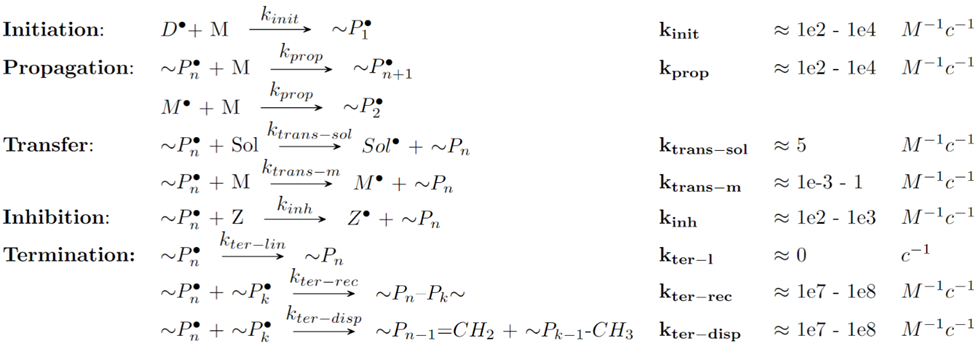 Initiation: D•+ M k_init → ∼P₁• k_init ≈ 1e2 - 1e4 M⁻¹c⁻¹
Propagation: ∼Pₙ• + M k_prop → ∼Pₙ₊₁• k_prop ≈ 1e2 - 1e4 M⁻¹c⁻¹
M• + M k_prop → ∼P₂•
Transfer: ∼Pₙ• + Sol k_trans−sol → Sol• + ∼Pₙ k_trans−sol ≈ 5 M⁻¹c⁻¹
∼Pₙ• + M k_trans−m → M• + ∼Pₙ k_trans−m ≈ 1e-3 - 1 M⁻¹c⁻¹
Inhibition: ∼Pₙ• + Z k_inh → Z• + ∼Pₙ k_inh ≈ 1e2 - 1e3 M⁻¹c⁻¹
Termination: ∼Pₙ• k_ter−lin → ∼Pₙ k_ter−l ≈ 0 c⁻¹
∼Pₙ• + ∼Pₖ• k_ter−rec → ∼Pₙ–Pₖ∼ k_ter−rec ≈ 1e7 - 1e8 M⁻¹c⁻¹
∼Pₙ• + ∼Pₖ• k_ter−disp → ∼Pₙ₋₁=CH₂ + ∼Pₖ₋₁-CH₃ k_ter−disp ≈ 1e7 - 1e8 M⁻¹c⁻¹